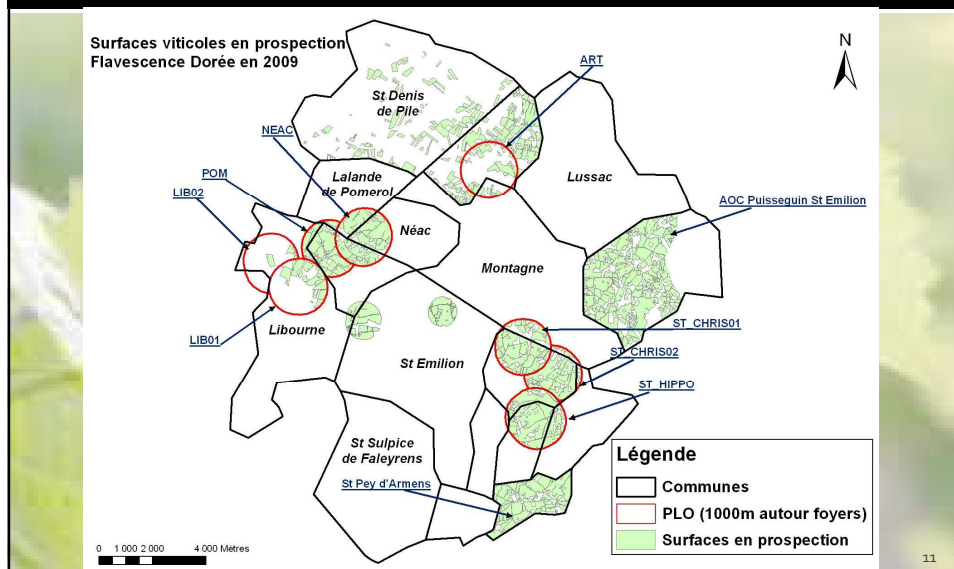 Surfaces viticoles en prospection
Flavescence Dorée en 2009
N
ART
St Denis
de Pile
NEAC
POM
Lalande
de Pomerol
Lussac
LIB02
AOC Puisseguin St Emilion
Néac
Montagne
ST_CHRIS01
Libourne
LIB01
ST_CHRIS02
St Emilion
ST_HIPPO
St Sulpice
de Faleyrens
St Pey d'Armens
Légende
Communes
PLO (1000m autour foyers)
Surfaces en prospection
0 1 000 2 000 4 000 Mètres
11